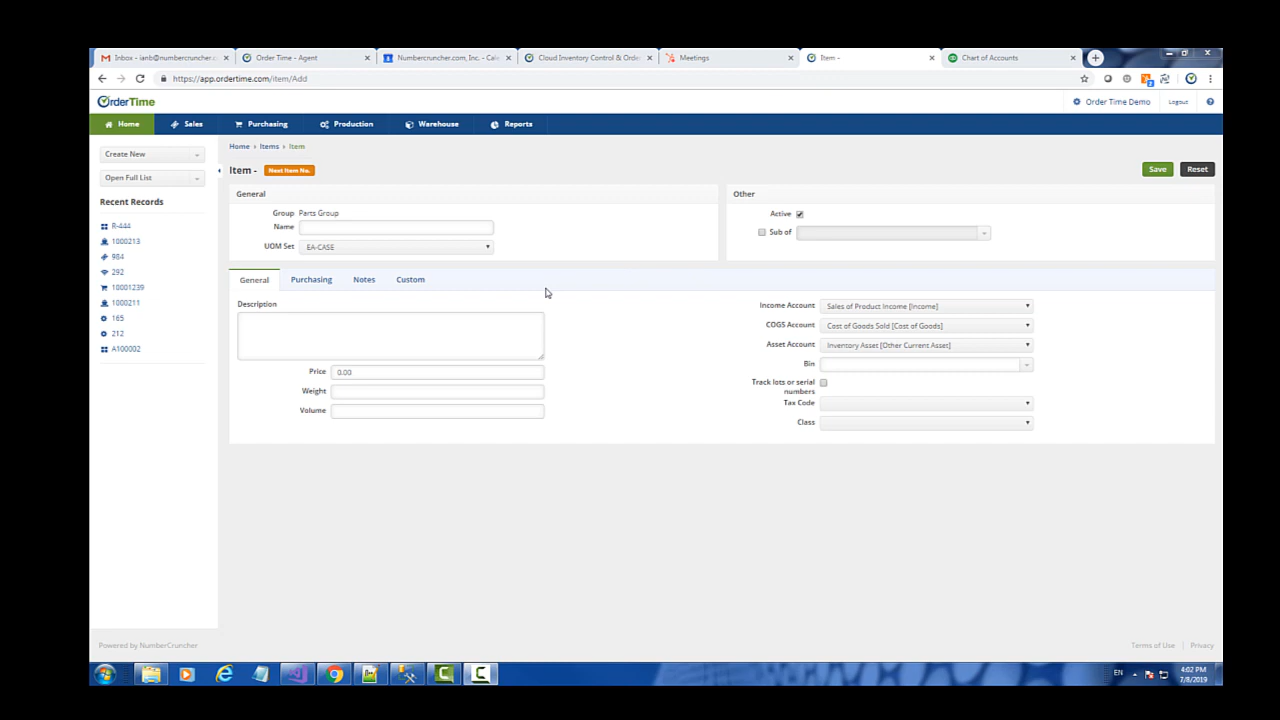 Inbox - ianb@numbercruncher.c
Order Time - Agent
Numbercruncher.com, Inc. - Cale
Cloud Inventory Control & Orde
Meetings
Item -
Chart of Accounts
https://app.ordertime.com/item/Add
OrderTime
Order Time Demo
Logout
Home
Sales
Purchasing
Production
Warehouse
Reports
Create New
Open Full List
Recent Records
R-444
1000213
984
292
10001239
1000211
165
212
A100002
Home › Items › Item
Item -
Next Item No.
Save
Reset
General
Group Parts Group
Name
UOM Set EA-CASE
Other
Active
Sub of
General
Purchasing
Notes
Custom
Description
Price 0.00
Weight
Volume
Income Account Sales of Product Income [Income]
COGS Account Cost of Goods Sold [Cost of Goods]
Asset Account Inventory Asset [Other Current Asset]
Bin
Track lots or serial
numbers
Tax Code
Class
Powered by NumberCruncher
Terms of Use | Privacy
EN
4:02 PM
7/8/2019